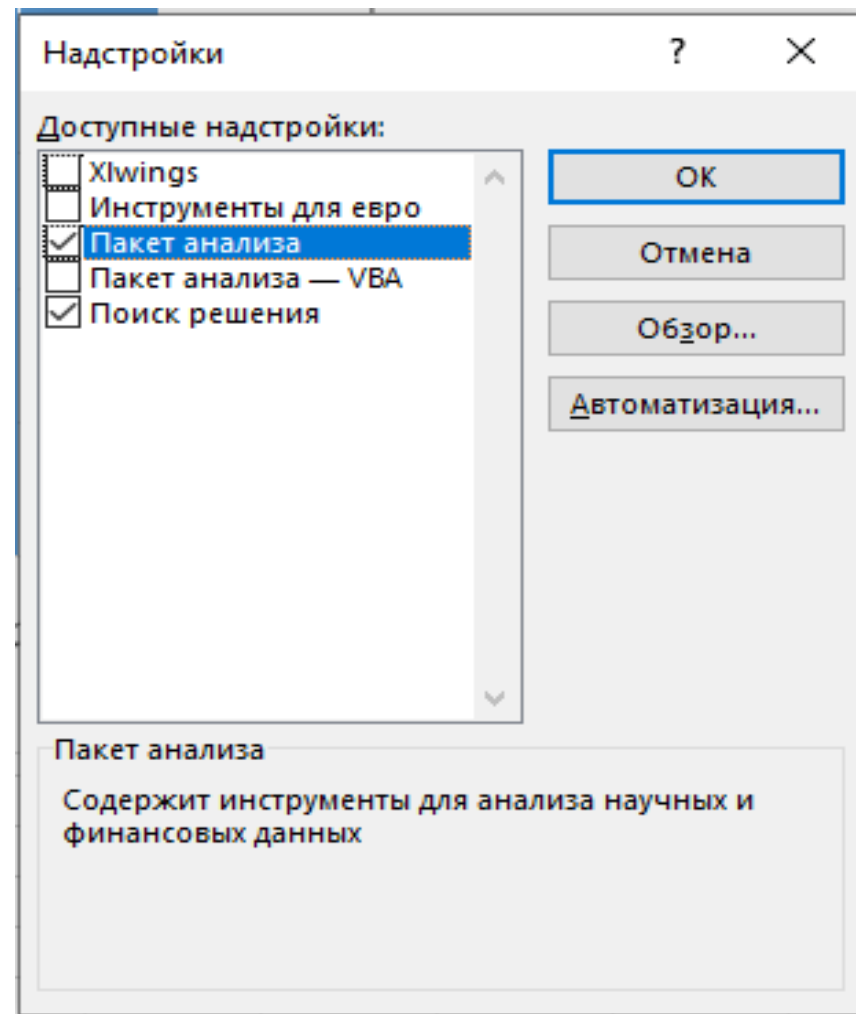 Надстройки ?
Доступные надстройки:
Xlwings
Инструменты для евро
Пакет анализа
Пакет анализа — VBA
Поиск решения
ОК
Отмена
Обзор...
Автоматизация...
Пакет анализа
Содержит инструменты для анализа научных и
финансовых данных